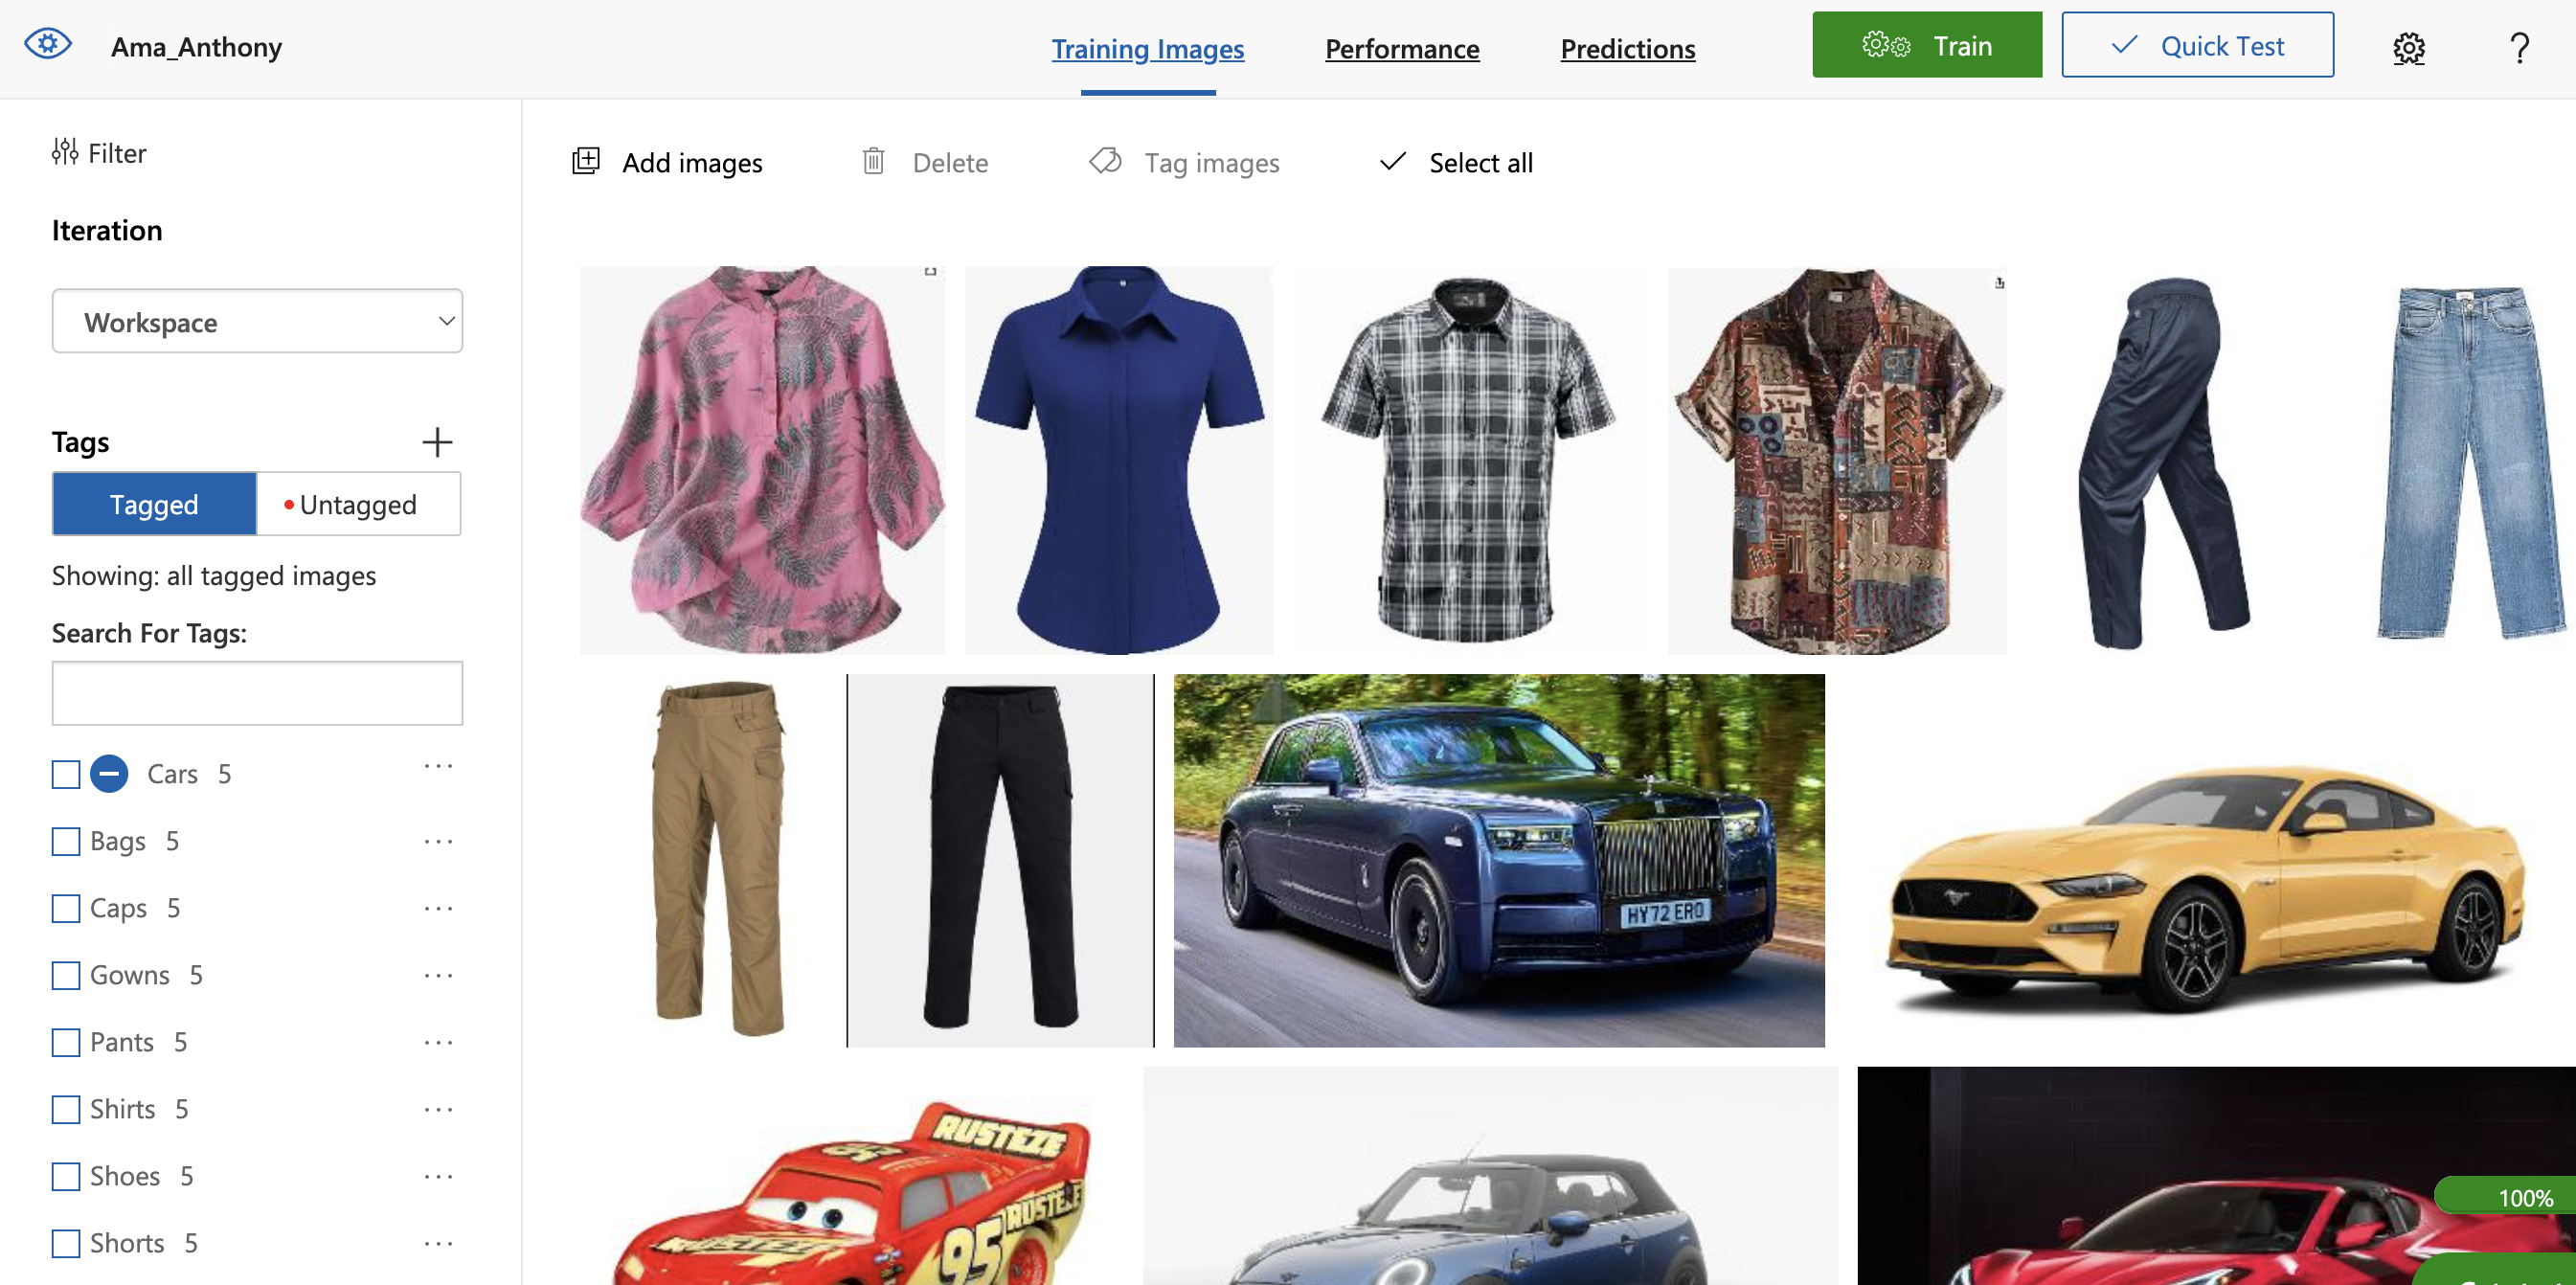 Ama_Anthony
Training Images
Performance
Predictions
Train
Quick Test
?
Filter
Add images
Delete
Tag images
Select all
Iteration
Workspace
Tags
Tagged
Untagged
Showing: all tagged images
Search For Tags:
Cars 5
Bags 5
Caps 5
Gowns 5
Pants 5
Shirts 5
Shoes 5
Shorts 5
HY72 ERO
RUSTEZE
95
100%